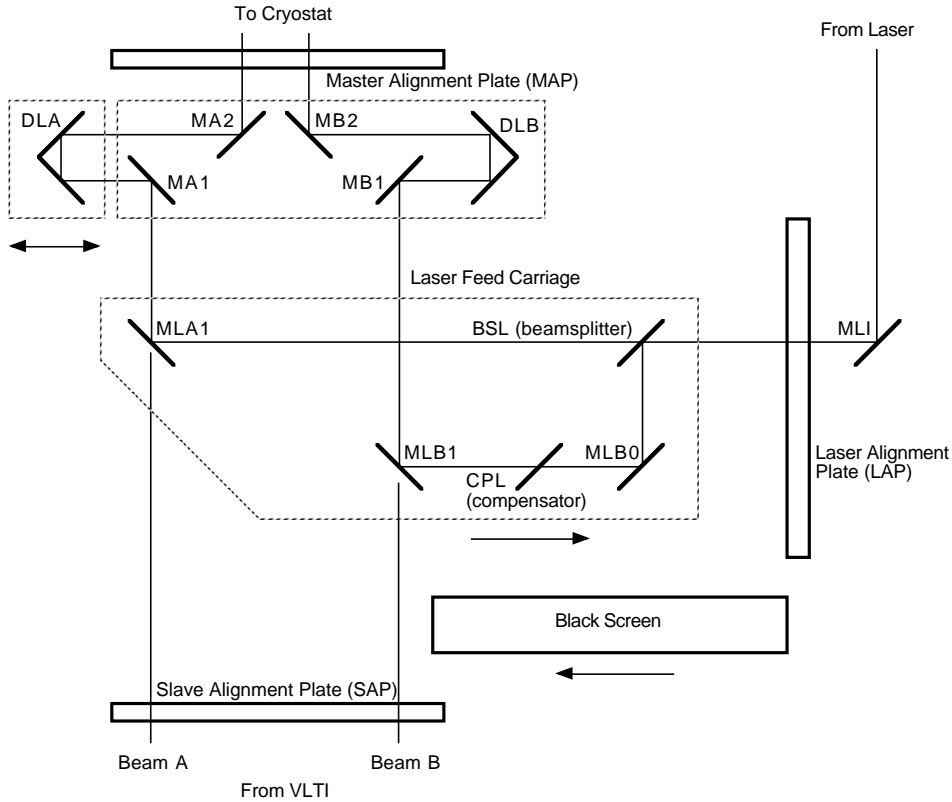 To Cryostat
From Laser
Master Alignment Plate (MAP)
DLA
MA2
MB2
DLB
MA1
MB1
Laser Feed Carriage
MLA1
BSL (beamsplitter)
MLI
MLB1
MLB0
CPL
(compensator)
Laser Alignment
Plate (LAP)
Black Screen
Slave Alignment Plate (SAP)
Beam A
Beam B
From VLTI